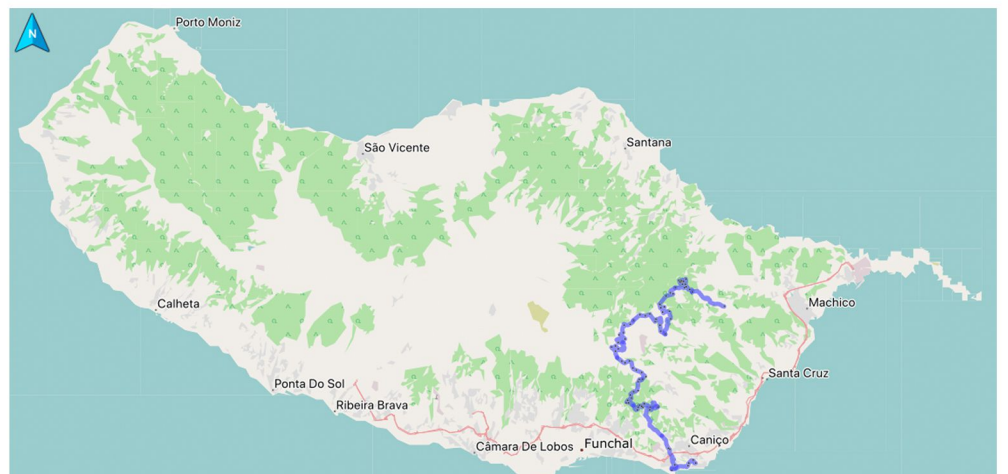 N
Porto Moniz
São Vicente
Santana
Calheta
Machico
Ponta Do Sol
Santa Cruz
Ribeira Brava
Câmara De Lobos
Funchal
Caniço